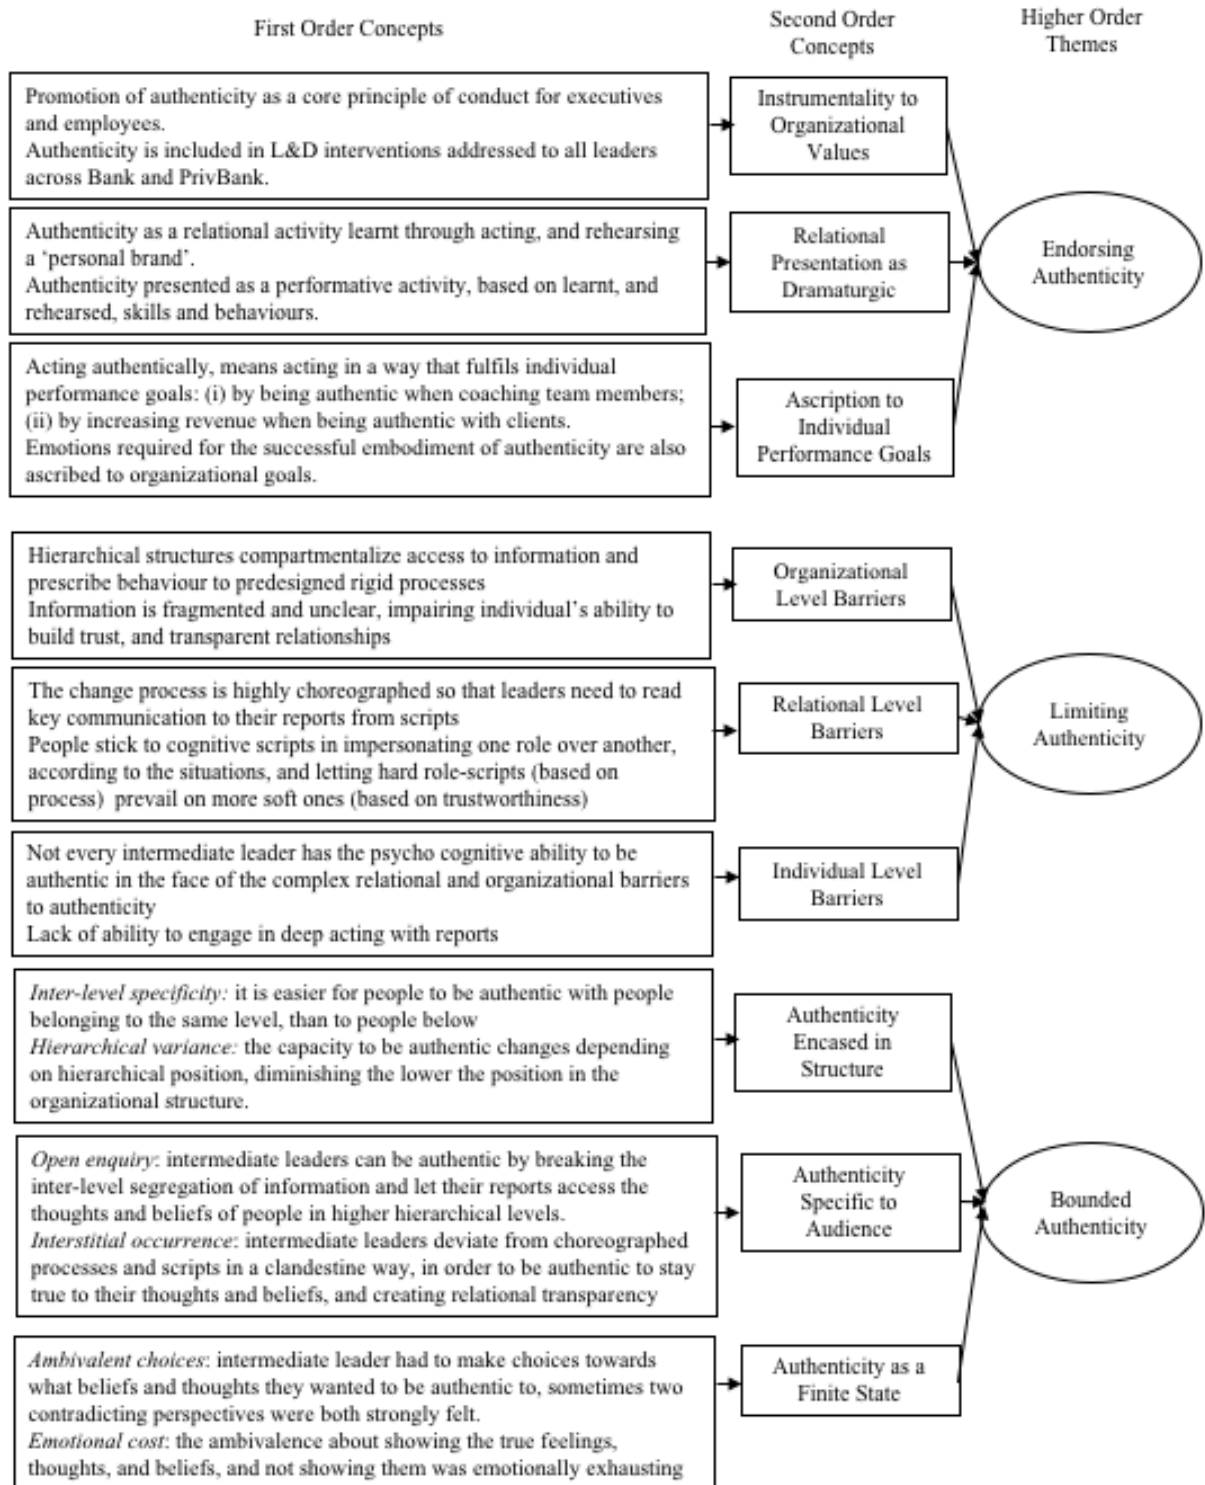 First Order Concepts
Second Order
Concepts
Higher Order
Themes
Promotion of authenticity as a core principle of conduct for executives
and employees.
Authenticity is included in L&D interventions addressed to all leaders
across Bank and PrivBank.
Instrumentality to
Organizational
Values
Authenticity as a relational activity learnt through acting, and rehearsing
a ‘personal brand’.
Authenticity presented as a performative activity, based on learnt, and
rehearsed, skills and behaviours.
Relational
Presentation as
Dramaturgic
Endorsing
Authenticity
Acting authentically, means acting in a way that fulfils individual
performance goals: (i) by being authentic when coaching team members;
(ii) by increasing revenue when being authentic with clients.
Emotions required for the successful embodiment of authenticity are also
ascribed to organizational goals.
Ascription to
Individual
Performance Goals
Hierarchical structures compartmentalize access to information and
prescribe behaviour to predesigned rigid processes
Information is fragmented and unclear, impairing individual’s ability to
build trust, and transparent relationships
Organizational
Level Barriers
The change process is highly choreographed so that leaders need to read
key communication to their reports from scripts
People stick to cognitive scripts in impersonating one role over another,
according to the situations, and letting hard role-scripts (based on
process)  prevail on more soft ones (based on trustworthiness)
Relational Level
Barriers
Limiting
Authenticity
Not every intermediate leader has the psycho cognitive ability to be
authentic in the face of the complex relational and organizational barriers
to authenticity
Lack of ability to engage in deep acting with reports
Individual Level
Barriers
Inter-level specificity: it is easier for people to be authentic with people
belonging to the same level, than to people below
Hierarchical variance: the capacity to be authentic changes depending
on hierarchical position, diminishing the lower the position in the
organizational structure.
Authenticity
Encased in
Structure
Open enquiry: intermediate leaders can be authentic by breaking the
inter-level segregation of information and let their reports access the
thoughts and beliefs of people in higher hierarchical levels.
Interstitial occurrence: intermediate leaders deviate from choreographed
processes and scripts in a clandestine way, in order to be authentic to stay
true to their thoughts and beliefs, and creating relational transparency
Authenticity
Specific to
Audience
Bounded
Authenticity
Ambivalent choices: intermediate leader had to make choices towards
what beliefs and thoughts they wanted to be authentic to, sometimes two
contradicting perspectives were both strongly felt.
Emotional cost: the ambivalence about showing the true feelings,
thoughts, and beliefs, and not showing them was emotionally exhausting
Authenticity as a
Finite State